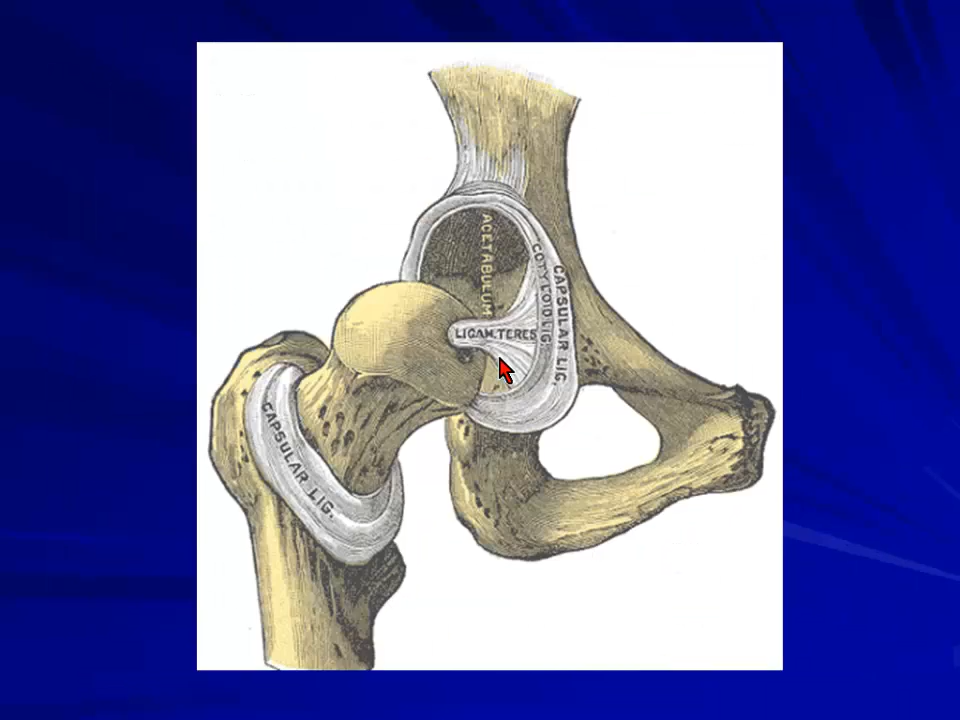 ACETABULUM
COTYLOID LIG.
CAPSULAR LIG.
LIGAM. TERES
CAPSULAR LIG.